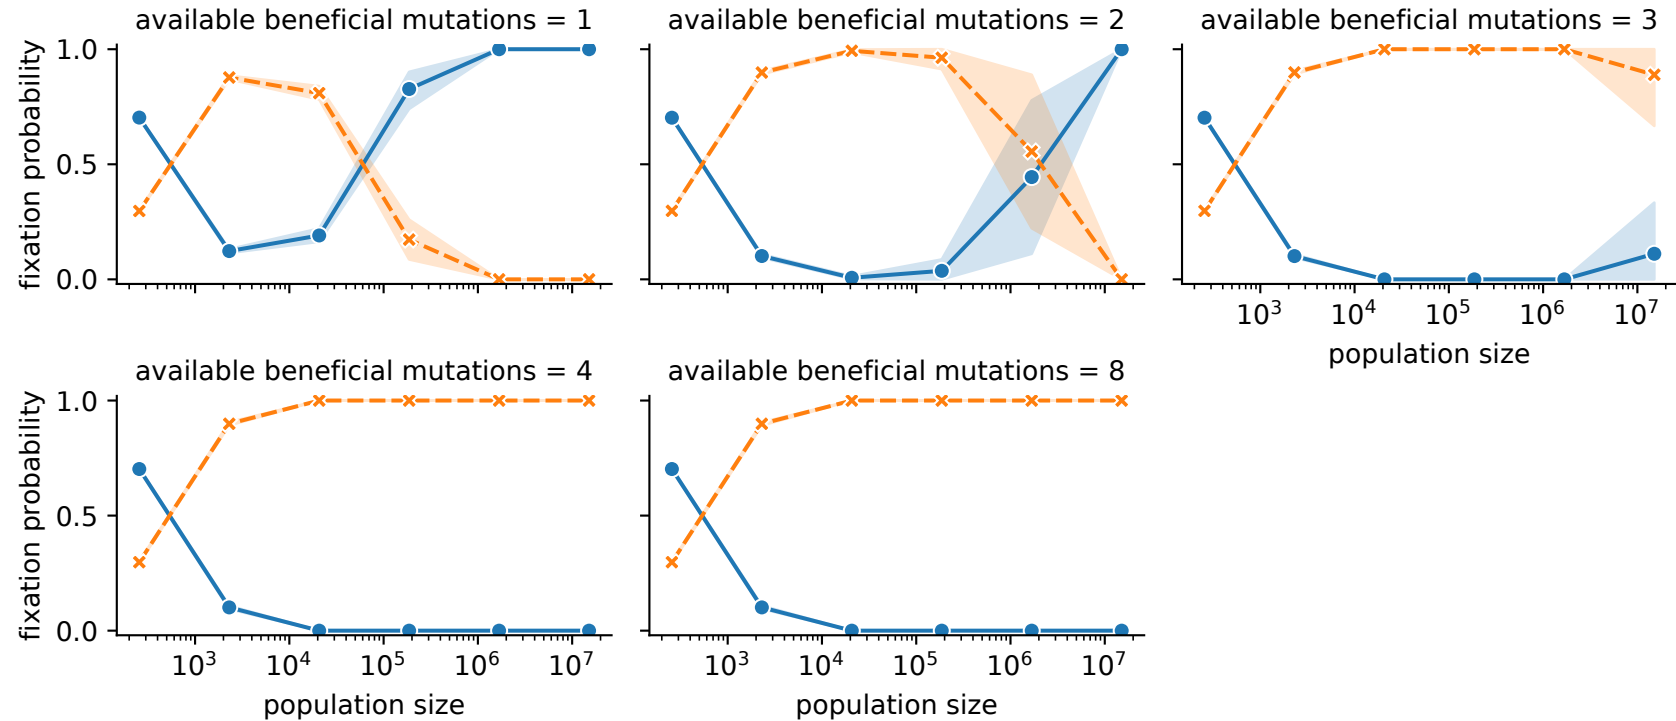 available beneficial mutations = 1
available beneficial mutations = 2
available beneficial mutations = 3
fixation probability
1.0
0.5
0.0
10³ 10⁴ 10⁵ 10⁶ 10⁷
population size
available beneficial mutations = 4
available beneficial mutations = 8
fixation probability
1.0
0.5
0.0
10³ 10⁴ 10⁵ 10⁶ 10⁷
10³ 10⁴ 10⁵ 10⁶ 10⁷
population size
population size